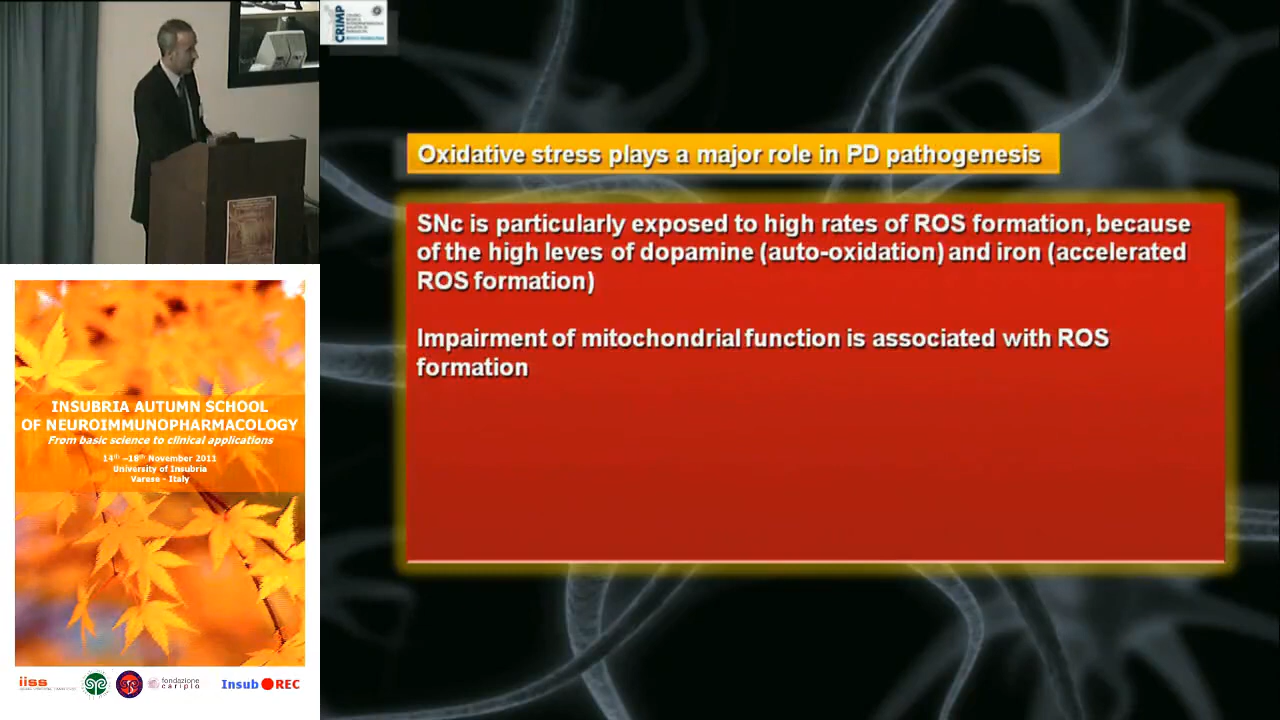 CRIMP
Oxidative stress plays a major role in PD pathogenesis
SNc is particularly exposed to high rates of ROS formation, because
of the high leves of dopamine (auto-oxidation) and iron (accelerated
ROS formation)
Impairment of mitochondrial function is associated with ROS
formation
INSUBRIA AUTUMN SCHOOL
OF NEUROIMMUNOPHARMACOLOGY
From basic science to clinical applications
14th –18th November 2011
University of Insubria
Varese - Italy
iiss
fondazione
cariplo
Insub REC